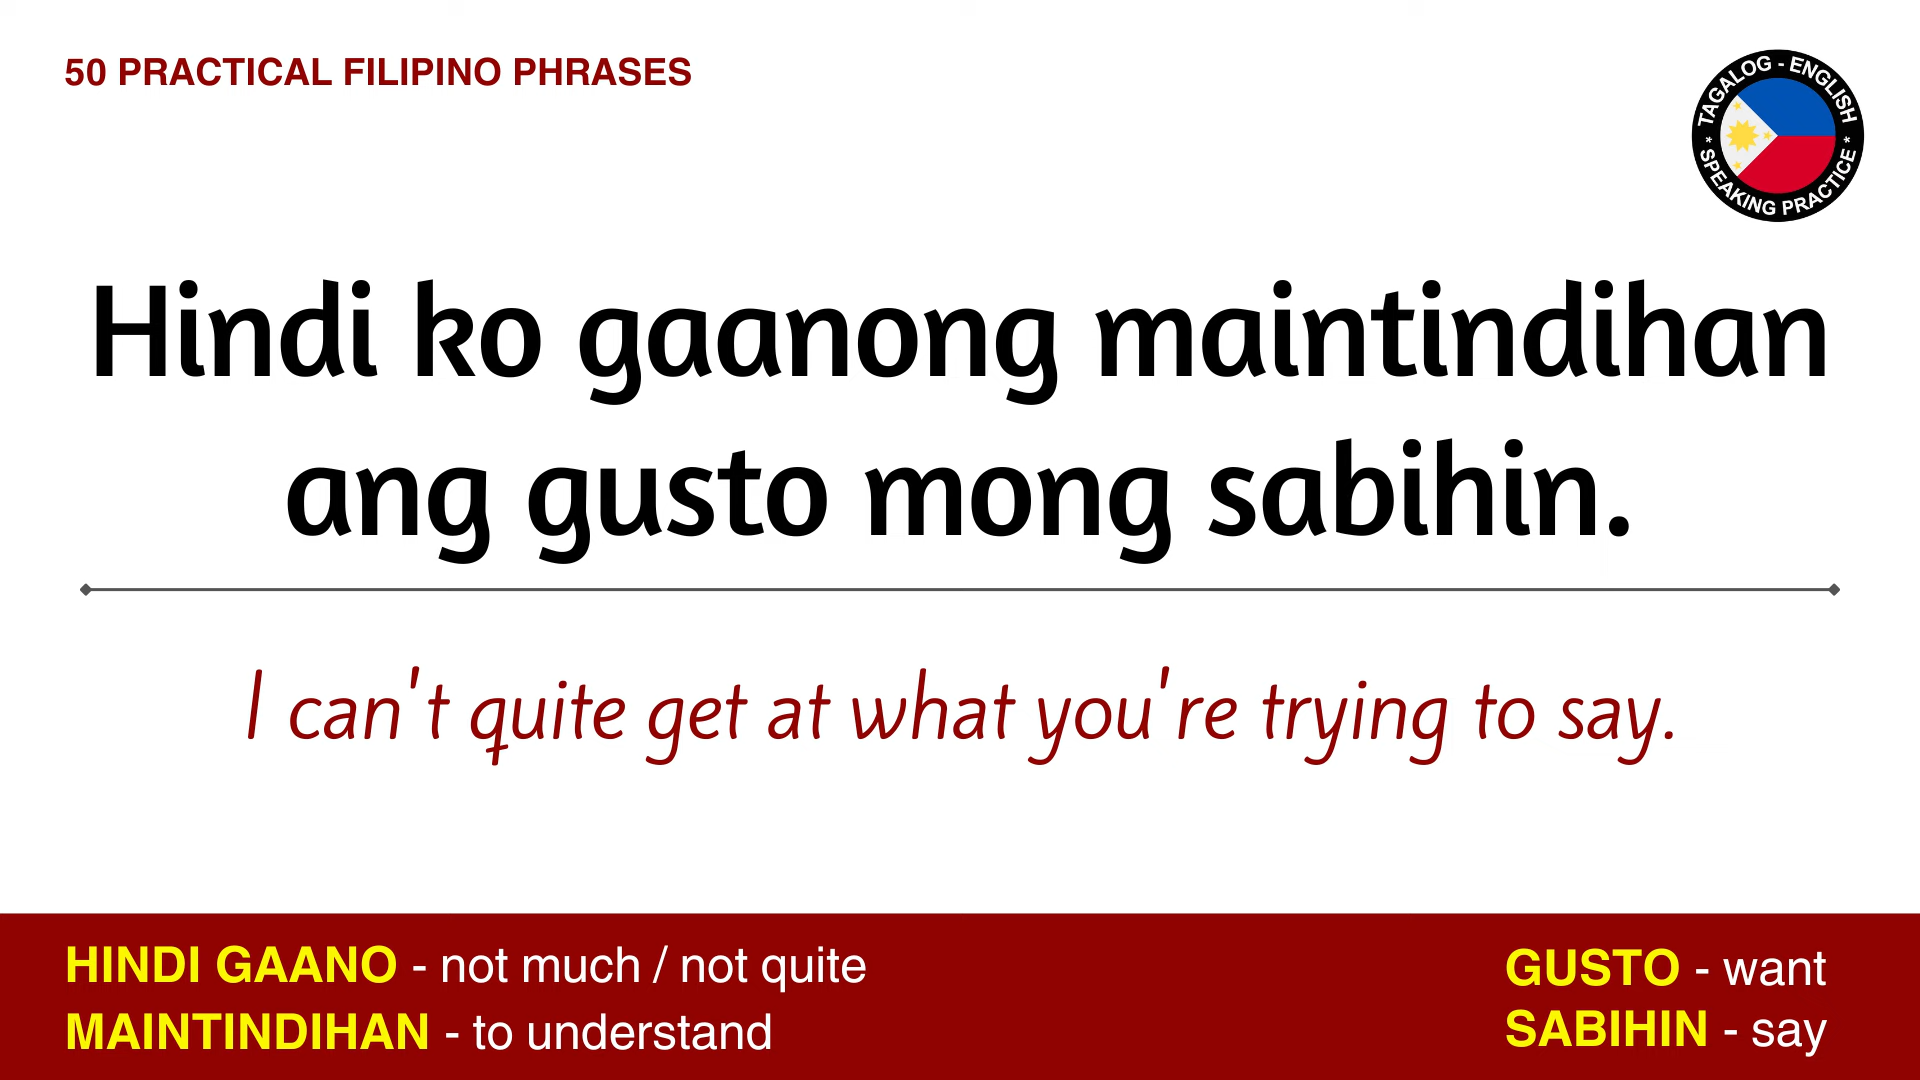 50 PRACTICAL FILIPINO PHRASES
TAGALOG - ENGLISH
* SPEAKING PRACTICE *
Hindi ko gaanong maintindihan
ang gusto mong sabihin.
I can't quite get at what you're trying to say.
HINDI GAANO - not much / not quite
MAINTINDIHAN - to understand
GUSTO - want
SABIHIN - say